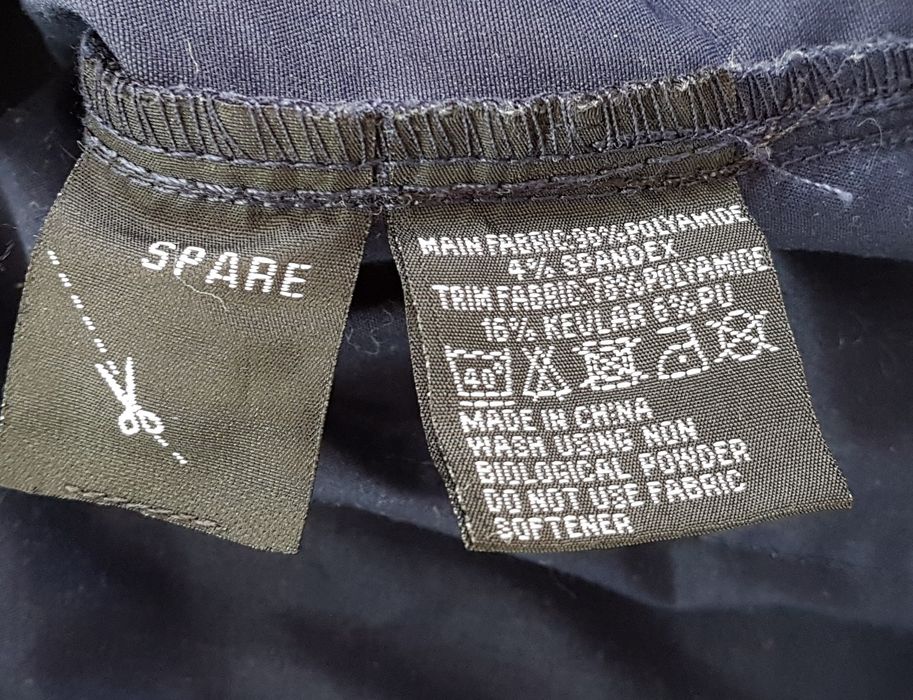 SPARE
MAIN FABRIC:96%POLYAMIDE
4% SPANDEX
TRIM FABRIC: 78%POLYAMIDE
16% KEVLAR 6% PU
40°
MADE IN CHINA
WASH USING NON
BIOLOGICAL POWDER
DO NOT USE FABRIC
SOFTENER